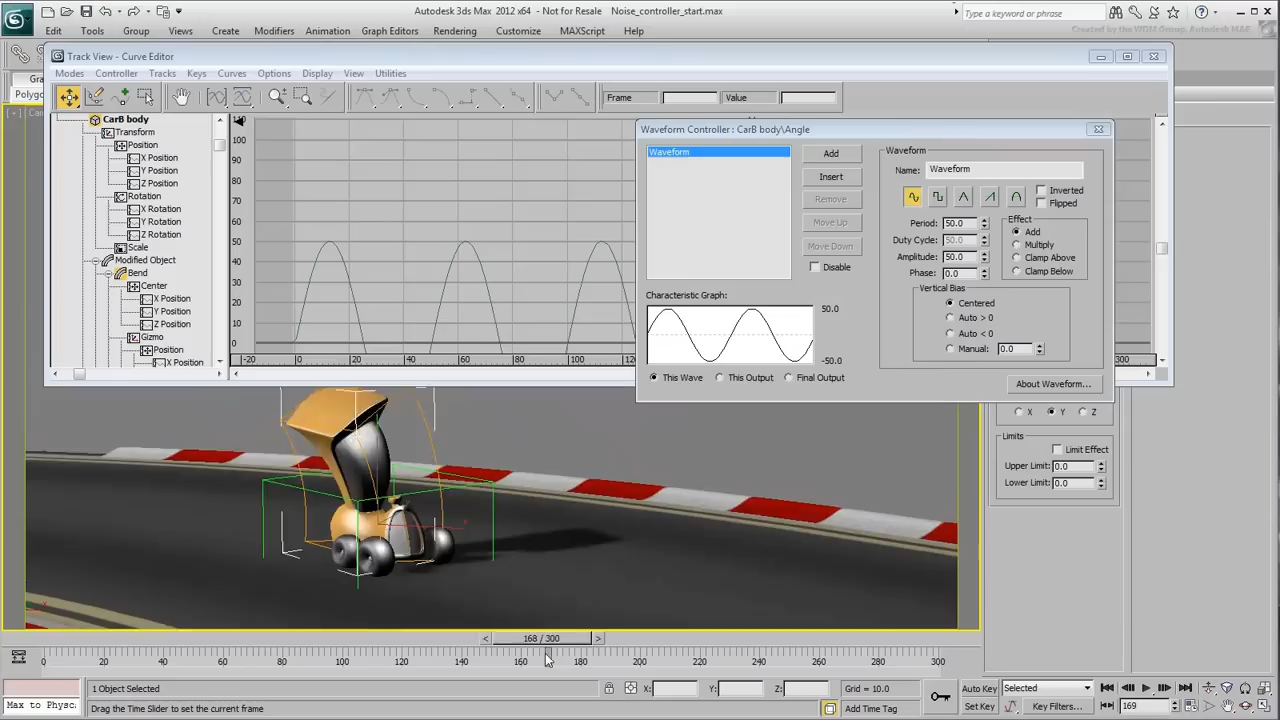 Autodesk 3ds Max 2012 x64 - Not for Resale Noise_controller_start.max
Type a keyword or phrase
Edit Tools Group Views Create Modifiers Animation Graph Editors Rendering Customize MAXScript Help
Created by the WDM Group, Autodesk M&E
Track View - Curve Editor
Modes Controller Tracks Keys Curves Options Display View Utilities
Gra
Polyg
Frame Value
[+] Can
CarB body
Transform
Position
X Position
Y Position
Z Position
Rotation
X Rotation
Y Rotation
Z Rotation
Scale
Modified Object
Bend
Center
X Position
Y Position
Z Position
Gizmo
Position
X Position
100
90
80
70
60
50
40
30
20
10
0
-20 0 20 40 60 80 100 300
Waveform Controller : CarB body\Angle
Waveform
Add
Insert
Remove
Move Up
Move Down
Disable
Characteristic Graph:
50.0
-50.0
This Wave This Output Final Output
Waveform
Name: Waveform
Inverted
Flipped
Period: 50.0
Duty Cycle: 50.0
Amplitude: 50.0
Phase: 0.0
Effect
Add
Multiply
Clamp Above
Clamp Below
Vertical Bias
Centered
Auto > 0
Auto < 0
Manual: 0.0
About Waveform...
X Y Z
Limits
Limit Effect
Upper Limit: 0.0
Lower Limit: 0.0
x
< 168 / 300 >
0 20 40 60 80 100 120 140 160 180 200 220 240 260 280 300
1 Object Selected X: Y: Z: Grid = 10.0 Auto Key Selected
Max to Physc Drag the Time Slider to set the current frame Add Time Tag Set Key Key Filters... 169